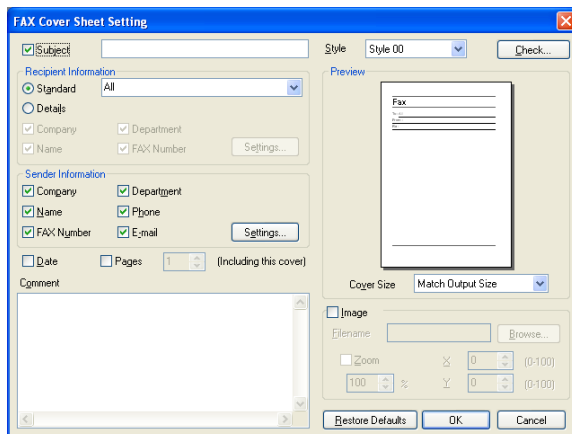 FAX Cover Sheet Setting
Subject
Style Style 00 Check...
Recipient Information
Standard All
Details
Company Department
Name FAX Number Settings...
Sender Information
Company Department
Name Phone
FAX Number E-mail Settings...
Date Pages 1 (Including this cover)
Comment
Preview
Fax
Cover Size Match Output Size
Image
Filename Browse...
Zoom X 0 (0-100)
100 % Y 0 (0-100)
Restore Defaults OK Cancel